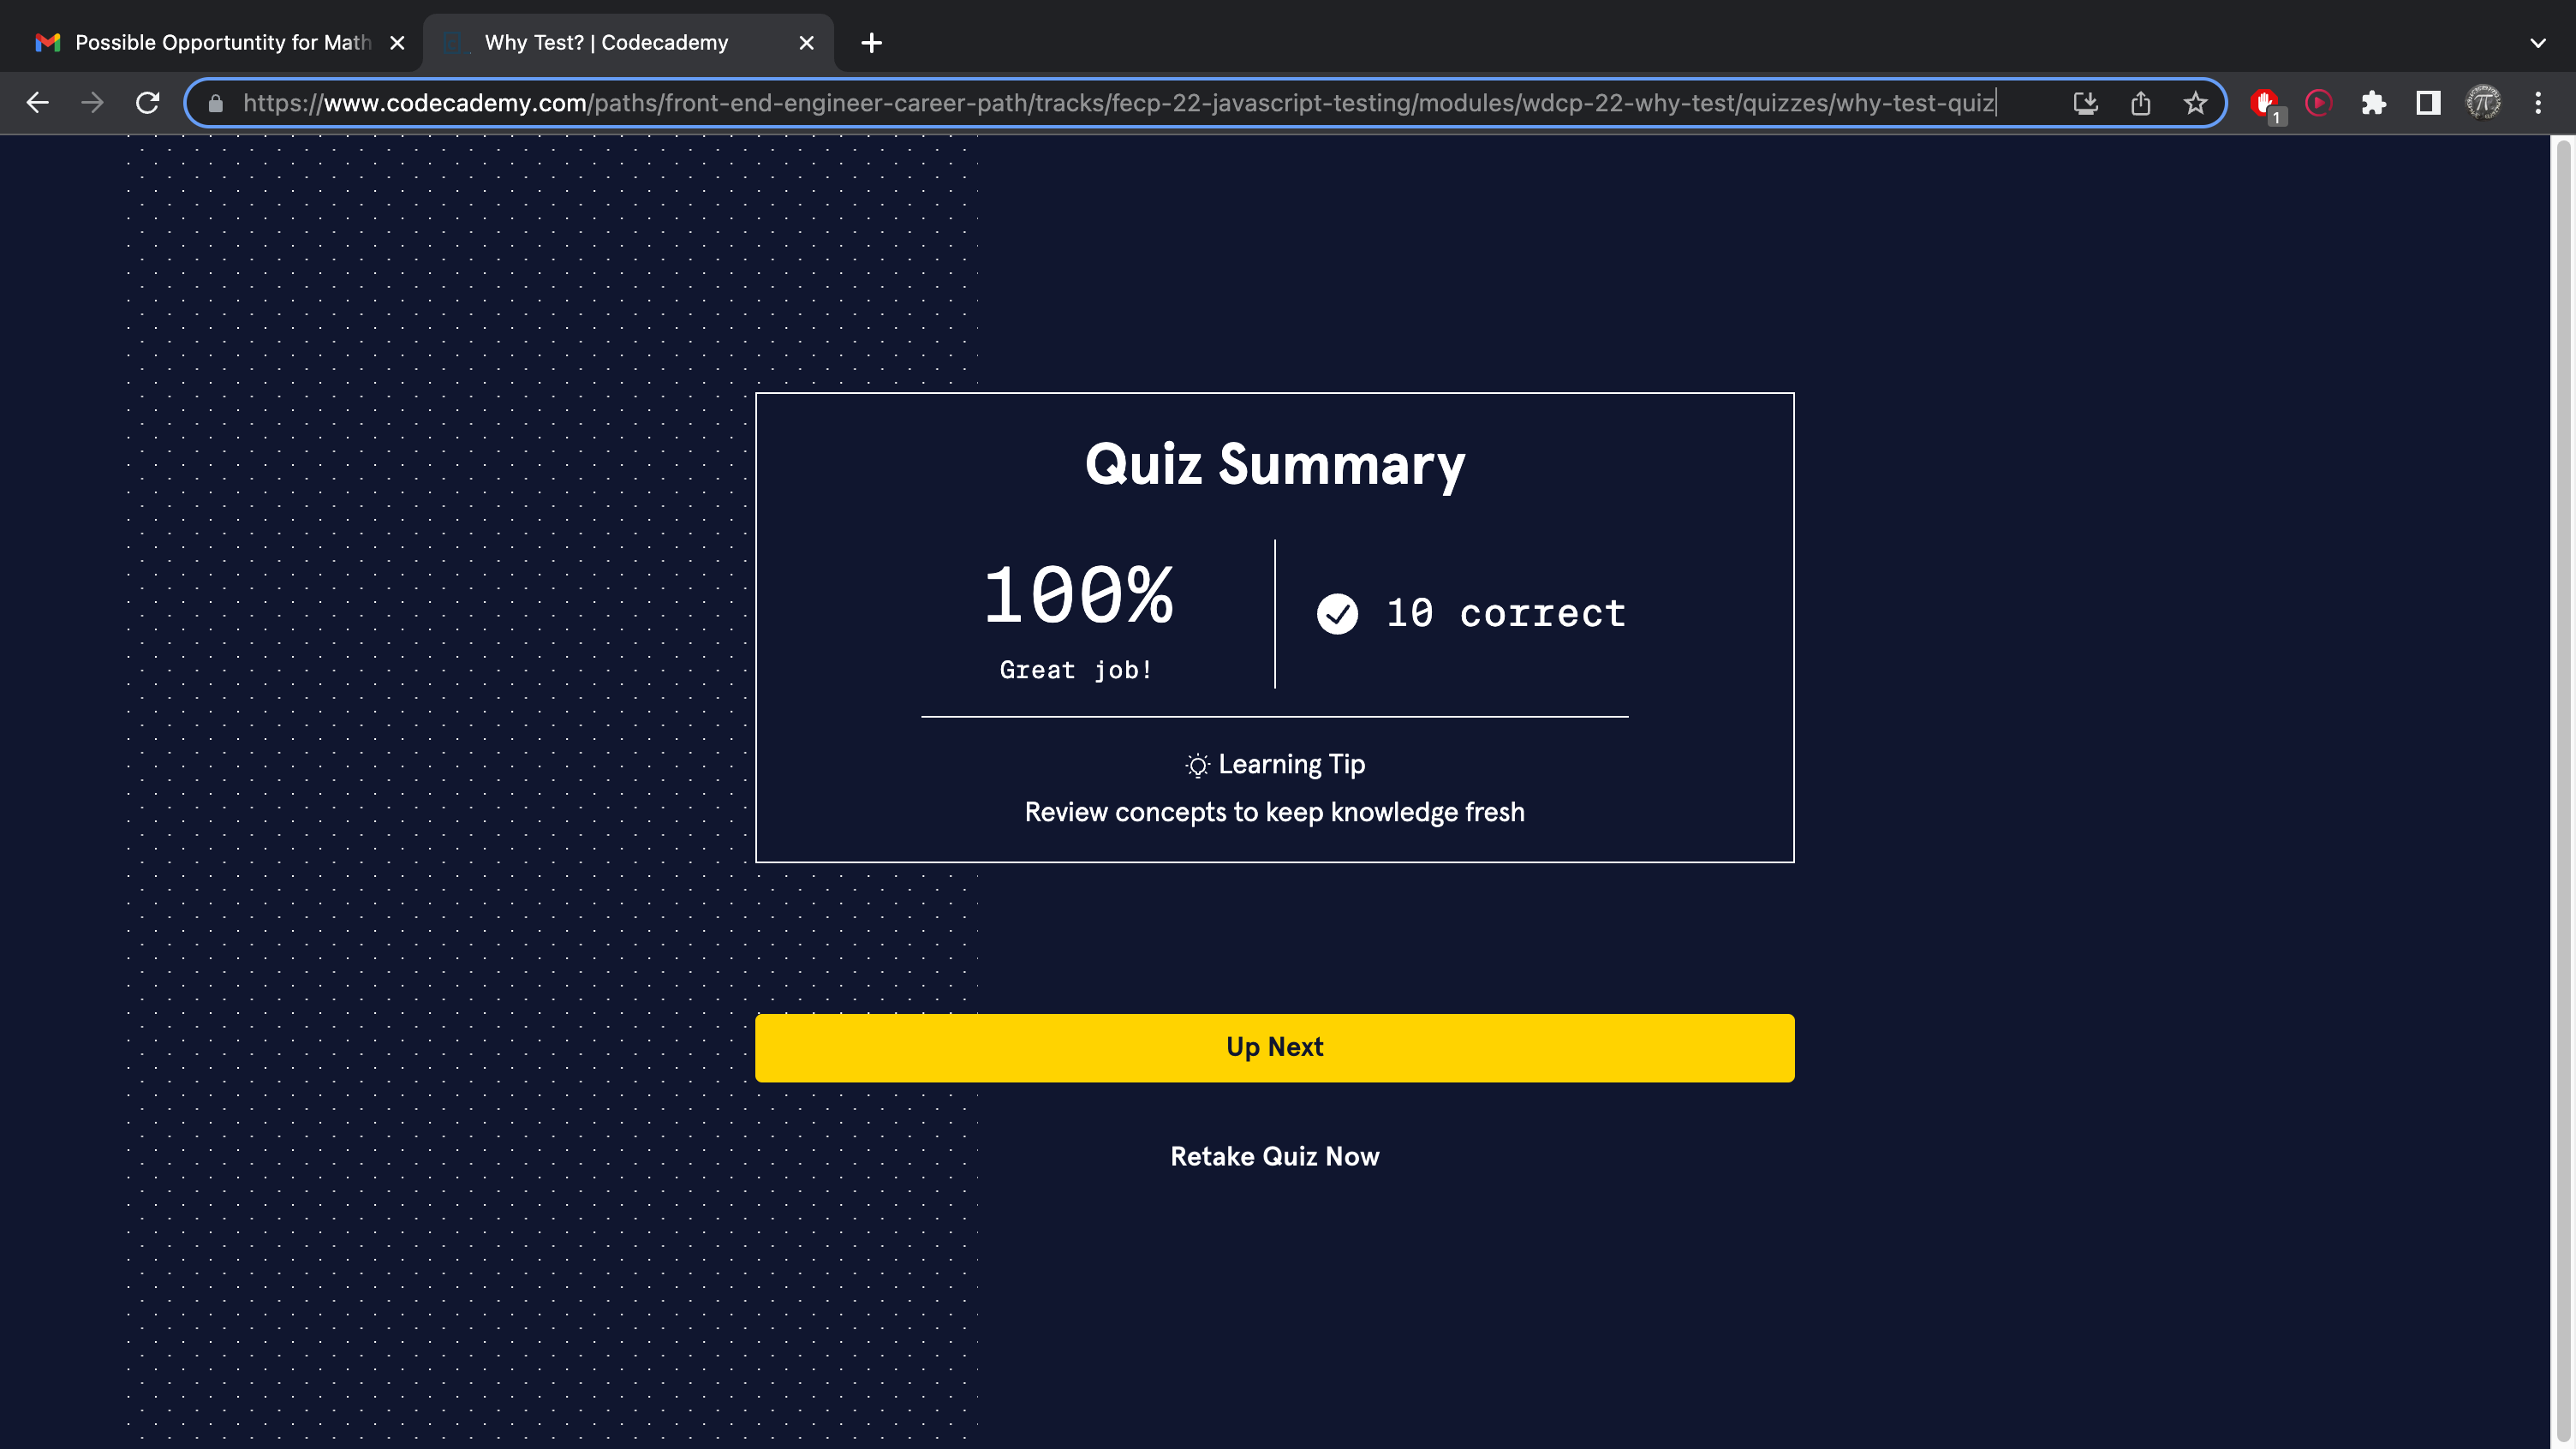 Possible Opportuntity for Math
Why Test? | Codecademy
https://www.codecademy.com/paths/front-end-engineer-career-path/tracks/fecp-22-javascript-testing/modules/wdcp-22-why-test/quizzes/why-test-quiz
1
Quiz Summary
100%
Great job!
10 correct
Learning Tip
Review concepts to keep knowledge fresh
Up Next
Retake Quiz Now